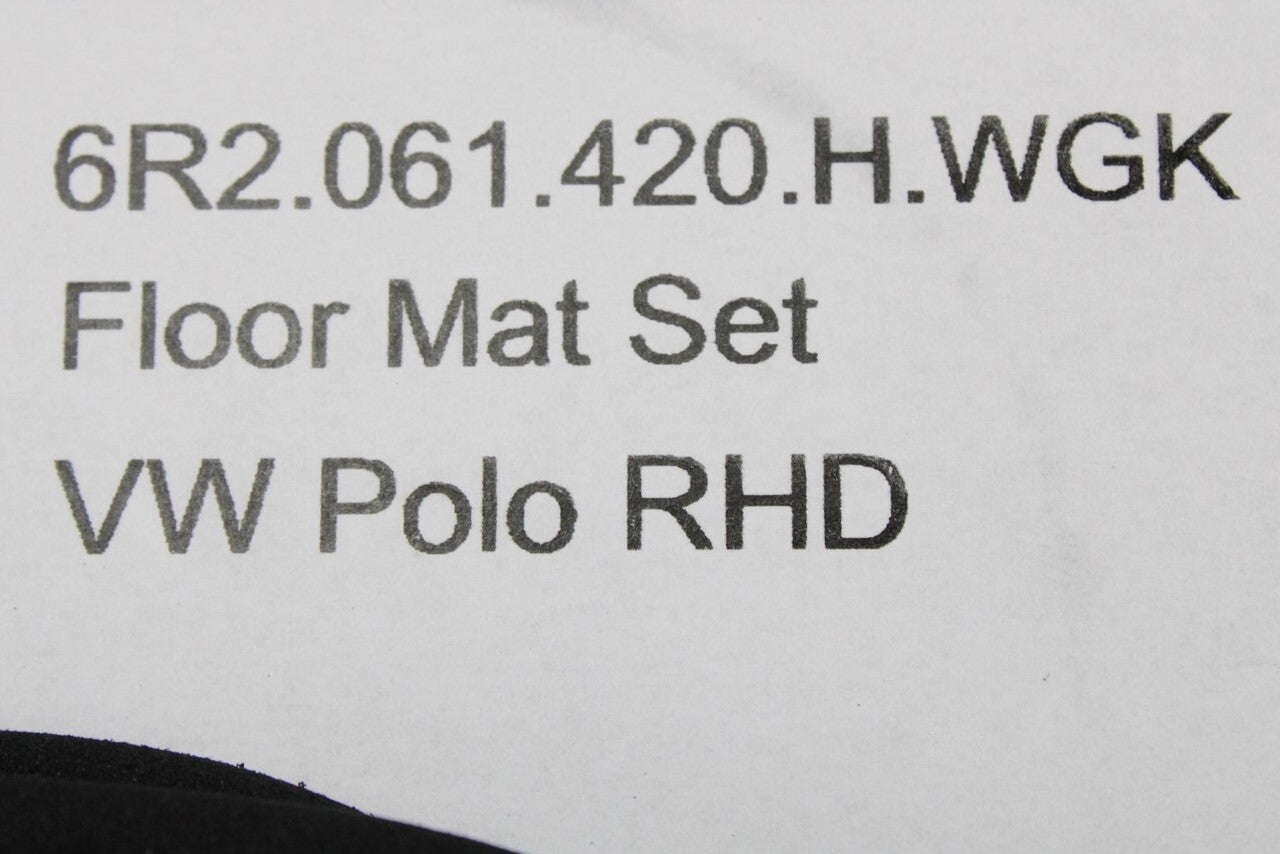 6R2.061.420.H.WGK
Floor Mat Set
VW Polo RHD